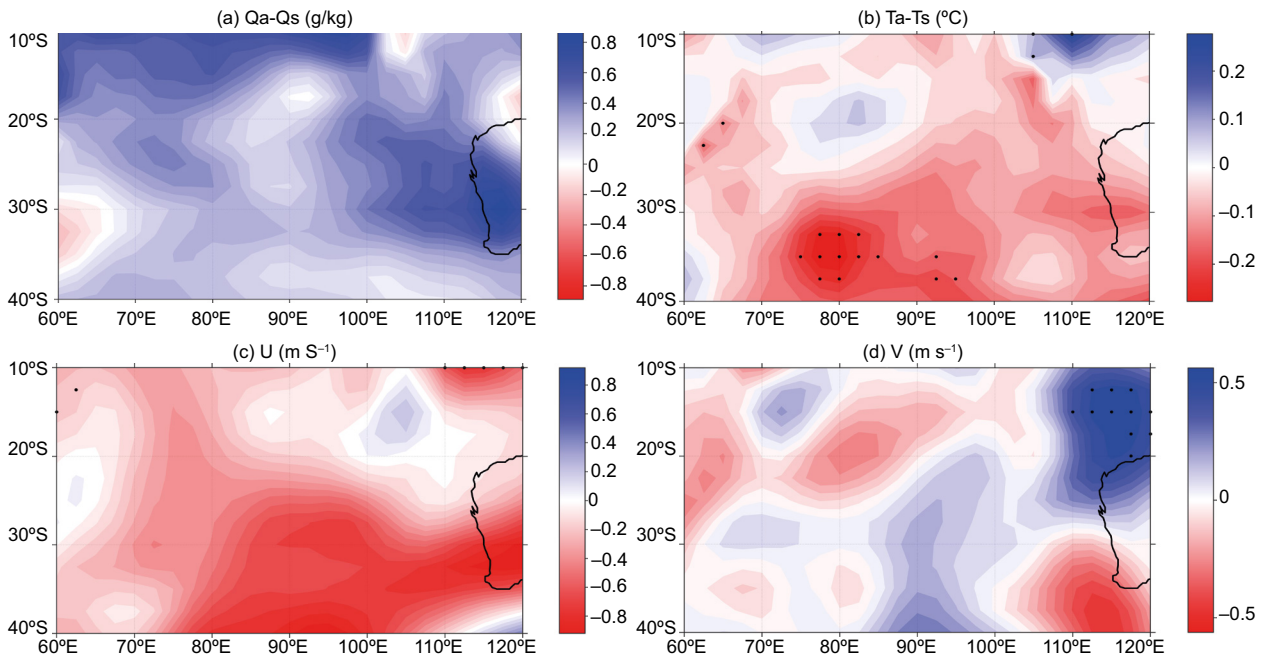 (a) Qa-Qs (g/kg)
10ºS
20ºS
30ºS
40ºS
60ºE
70ºE
80ºE
90ºE
100ºE
110ºE
120ºE
0.8
0.6
0.4
0.2
0
−0.2
−0.4
−0.6
−0.8
(b) Ta-Ts (ºC)
10ºS
20ºS
30ºS
40ºS
60ºE
70ºE
80ºE
90ºE
100ºE
110ºE
120ºE
0.2
0.1
0
−0.1
−0.2
(c) U (m S⁻¹)
10ºS
20ºS
30ºS
40ºS
60ºE
70ºE
80ºE
90ºE
100ºE
110ºE
120ºE
0.8
0.6
0.4
0.2
0
−0.2
−0.4
−0.6
−0.8
(d) V (m s⁻¹)
10ºS
20ºS
30ºS
40ºS
60ºE
70ºE
80ºE
90ºE
100ºE
110ºE
120ºE
0.5
0
−0.5